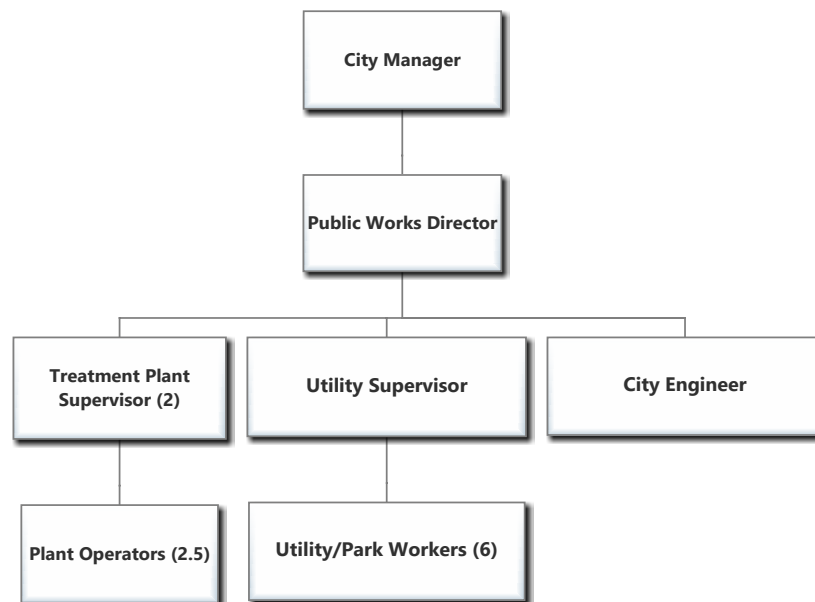 City Manager
Public Works Director
Treatment Plant
Supervisor (2)
Utility Supervisor
City Engineer
Plant Operators (2.5)
Utility/Park Workers (6)